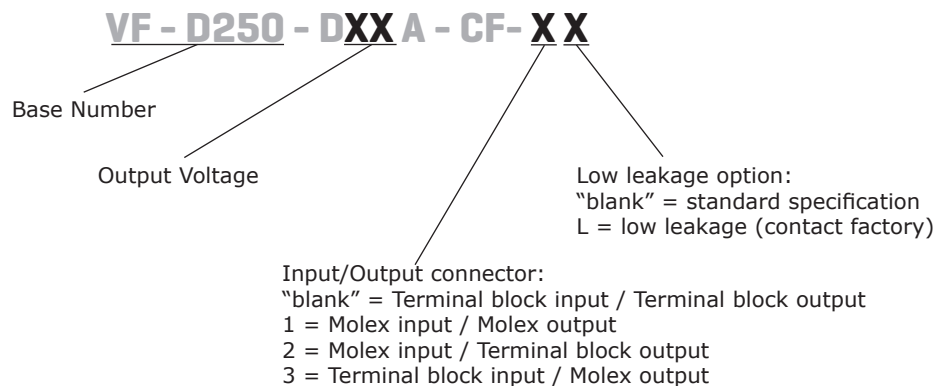 VF - D250 - DXX A - CF- X X
Base Number
Output Voltage
Low leakage option:
“blank” = standard specification
L = low leakage (contact factory)
Input/Output connector:
“blank” = Terminal block input / Terminal block output
1 = Molex input / Molex output
2 = Molex input / Terminal block output
3 = Terminal block input / Molex output